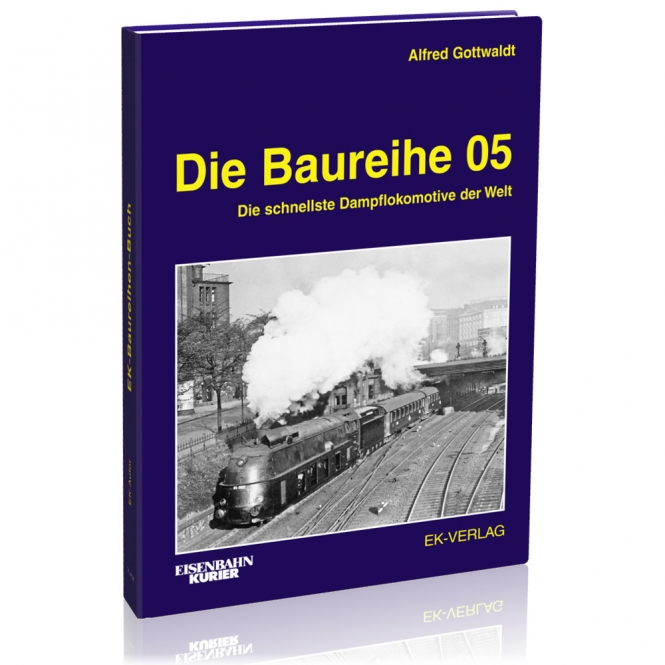 Alfred Gottwaldt
Die Baureihe 05
Die schnellste Dampflokomotive der Welt
EK-VERLAG
EISENBAHN
KURIER
EK-Baureihen-Buch